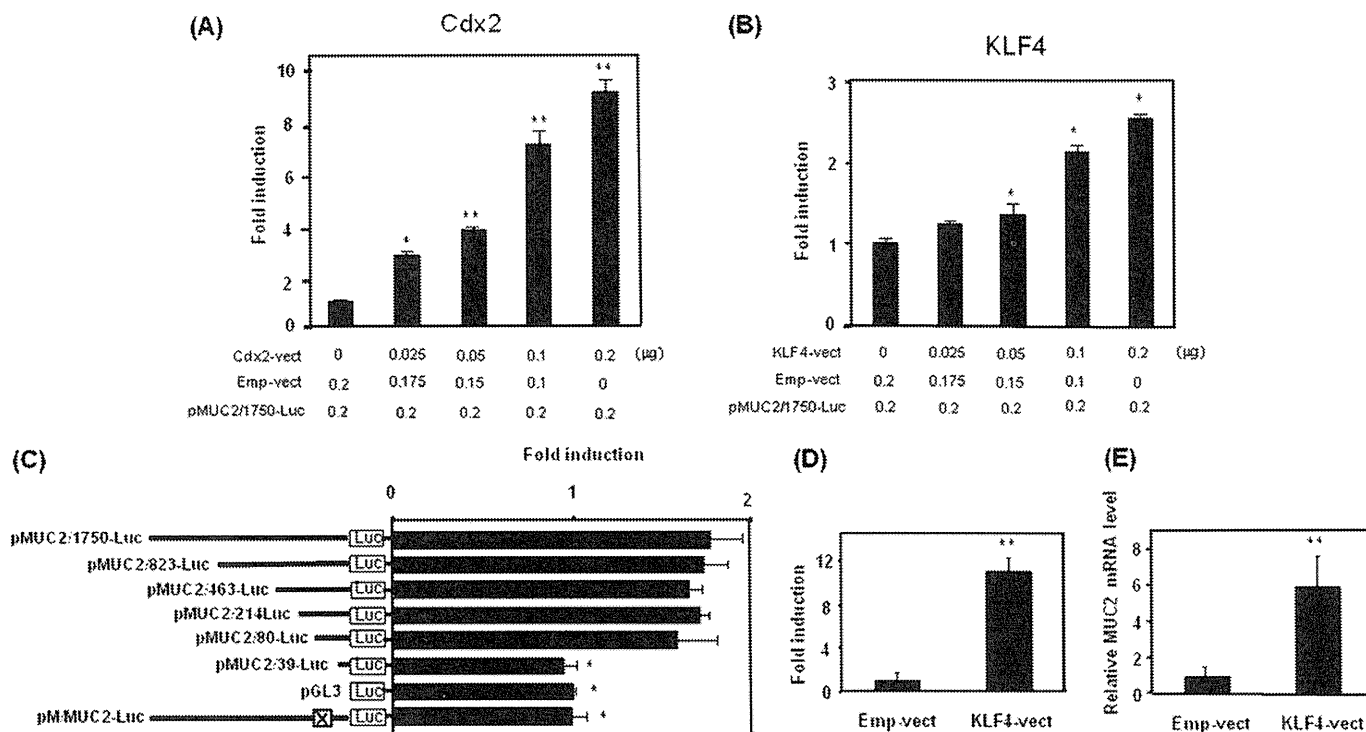 (A) Cdx2
Fold induction
10
8
6
4
2
0
* ** ** **
Cdx2-vect 0 0.025 0.05 0.1 0.2 (μg)
Emp-vect 0.2 0.175 0.15 0.1 0
pMUC2/1750-Luc 0.2 0.2 0.2 0.2 0.2
(B) KLF4
Fold induction
3
2
1
0
* * *
KLF4-vect 0 0.025 0.05 0.1 0.2 (μg)
Emp-vect 0.2 0.175 0.15 0.1 0
pMUC2/1750-Luc 0.2 0.2 0.2 0.2 0.2
(C) Fold induction
0 1 2
pMUC2/1750-Luc Luc
pMUC2/823-Luc Luc
pMUC2/463-Luc Luc
pMUC2/214Luc Luc
pMUC2/80-Luc Luc
pMUC2/39-Luc Luc *
pGL3 Luc *
pM/MUC2-Luc X Luc *
(D)
Fold induction
12
8
4
0
**
Emp-vect KLF4-vect
(E)
Relative MUC2 mRNA level
8
6
4
2
0
**
Emp-vect KLF4-vect